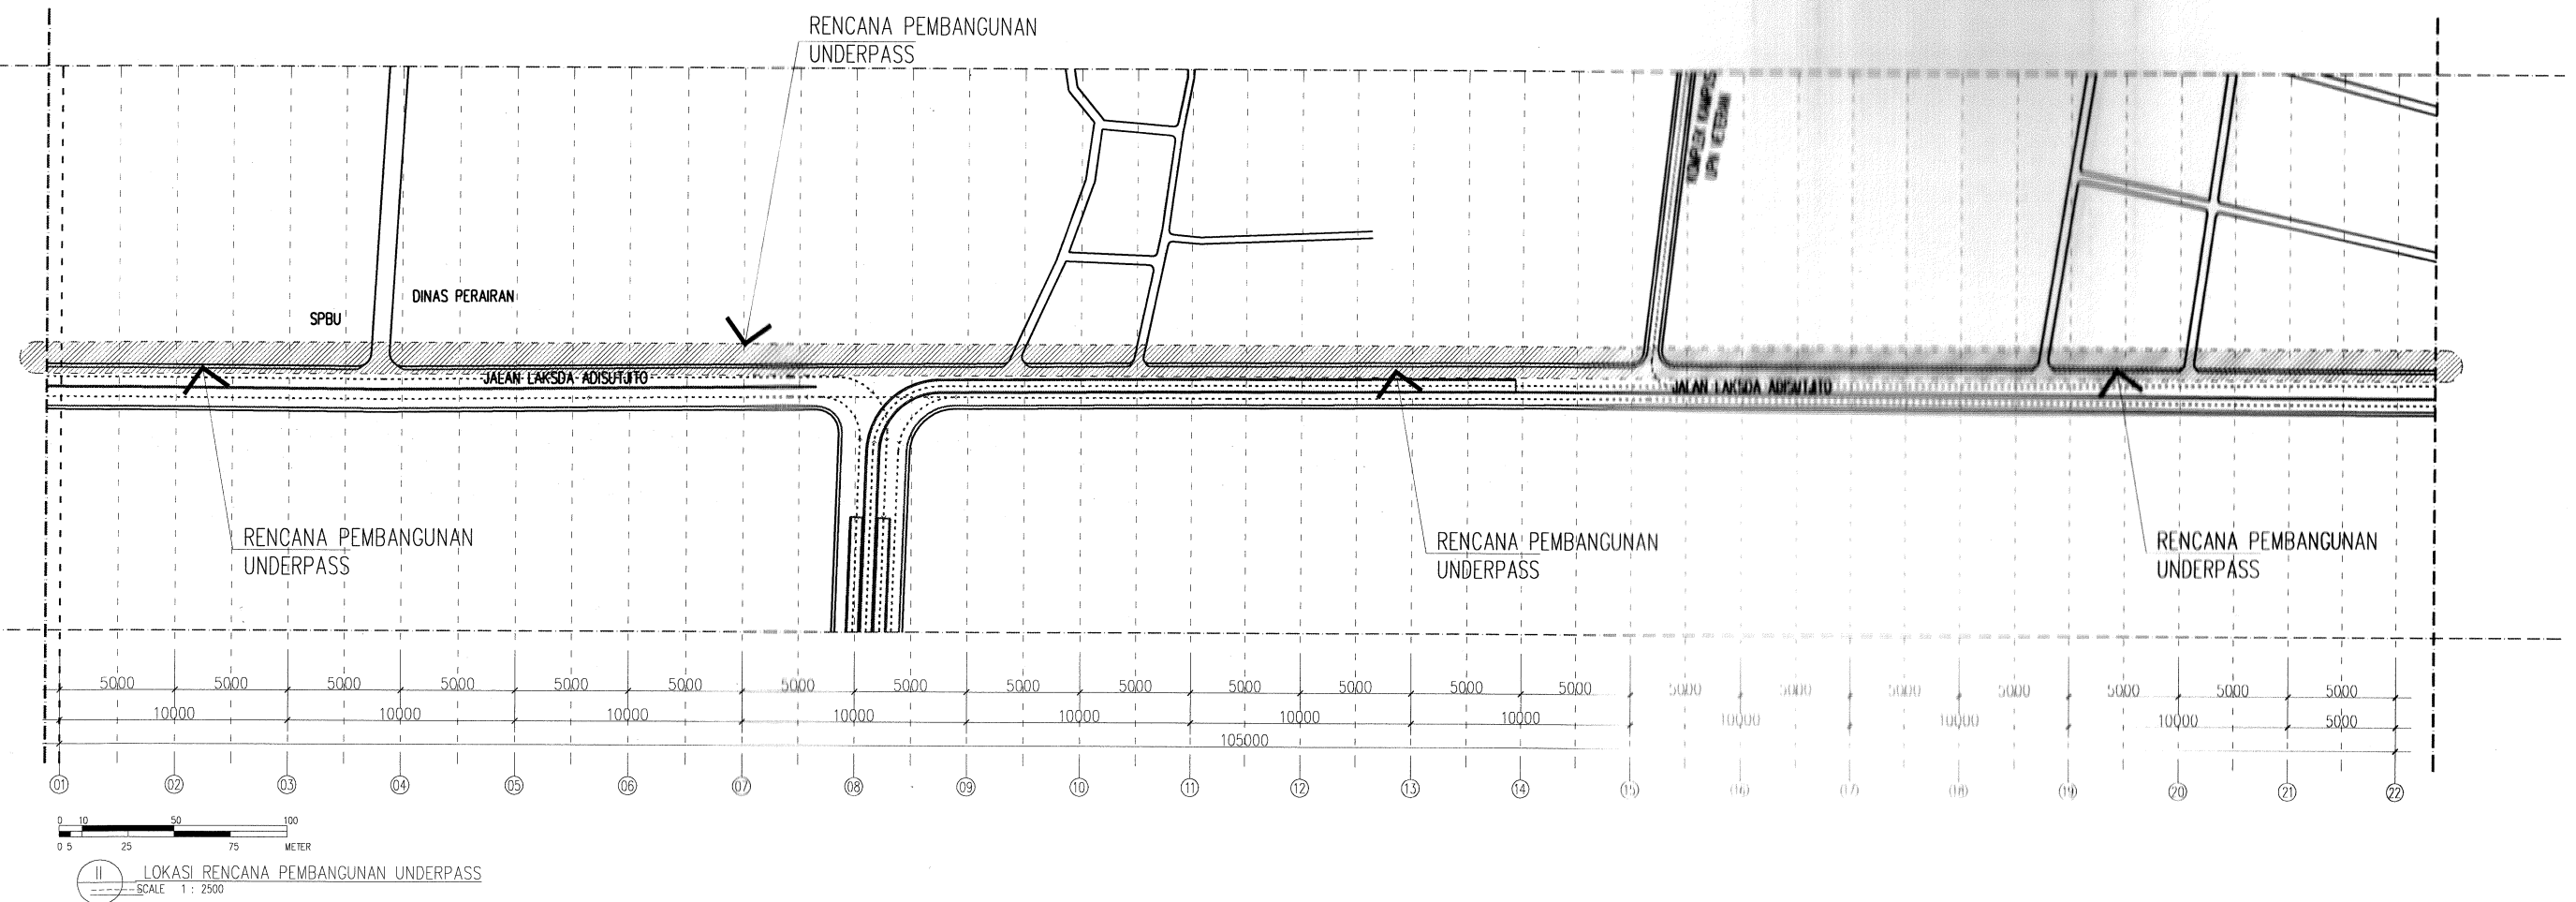 RENCANA PEMBANGUNAN
UNDERPASS
KOMPLEK KAMPUS
UPN VETERAN
DINAS PERAIRAN
SPBU
JALAN LAKSDA ADISUTJITO
JALAN LAKSDA ADISUTJITO
RENCANA PEMBANGUNAN
UNDERPASS
RENCANA PEMBANGUNAN
UNDERPASS
RENCANA PEMBANGUNAN
UNDERPASS
5000 5000 5000 5000 5000 5000 5000 5000 5000 5000 5000 5000 5000 5000 5000 5000 5000 5000 5000 5000 5000
10000 10000 10000 10000 10000 10000 10000 10000 10000 10000 5000
105000
01 02 03 04 05 06 07 08 09 10 11 12 13 14 15 16 17 18 19 20 21 22
0 10 50 100
0 5 25 75 METER
II LOKASI RENCANA PEMBANGUNAN UNDERPASS
SCALE 1 : 2500